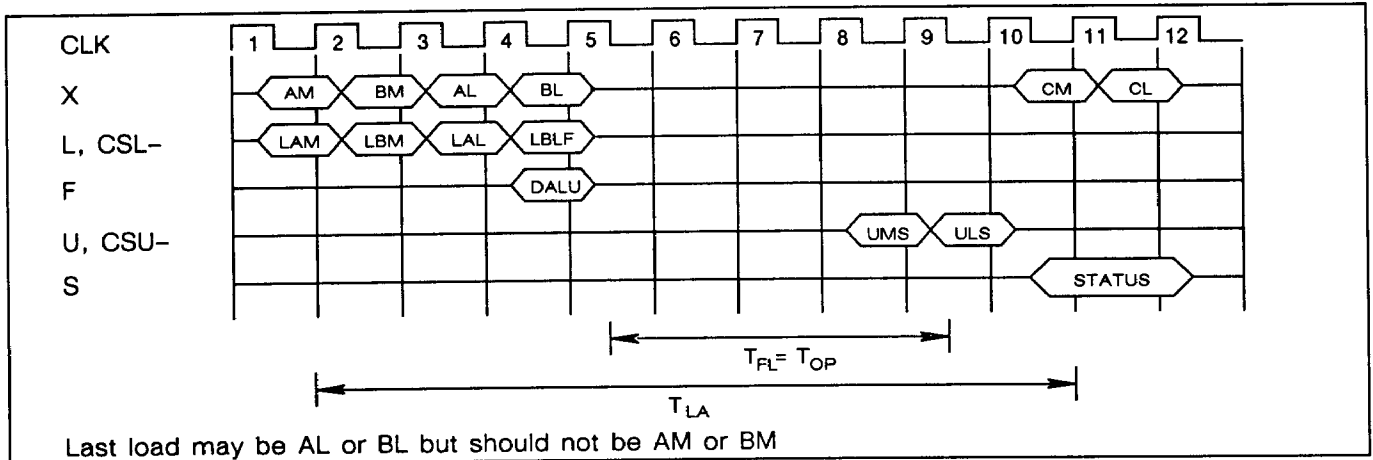 CLK 1 2 3 4 5 6 7 8 9 10 11 12
X AM BM AL BL CM CL
L, CSL– LAM LBM LAL LBLF
F DALU
U, CSU– UMS ULS
S STATUS
TFL= TOP
TLA
Last load may be AL or BL but should not be AM or BM